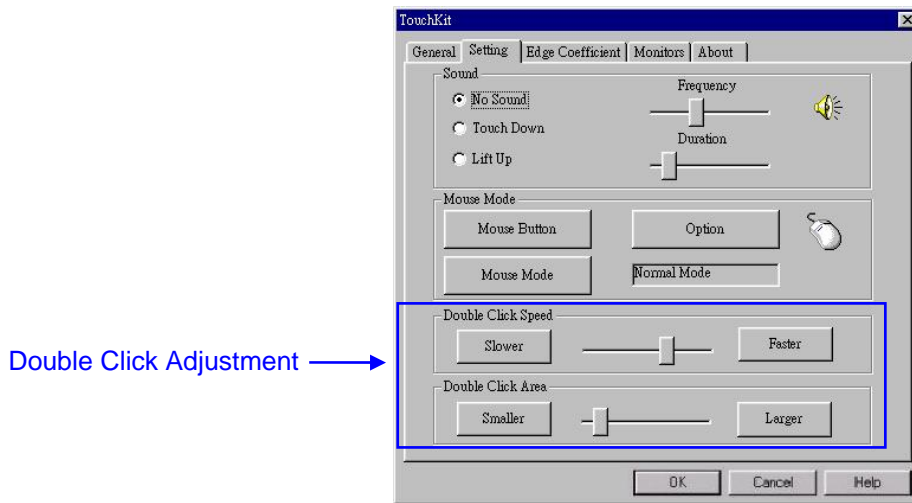 TouchKit
General Setting Edge Coefficient Monitors About
Sound
No Sound
Touch Down
Lift Up
Frequency
Duration
Mouse Mode
Mouse Button Option
Mouse Mode Normal Mode
Double Click Adjustment
Double Click Speed
Slower Faster
Double Click Area
Smaller Larger
OK Cancel Help